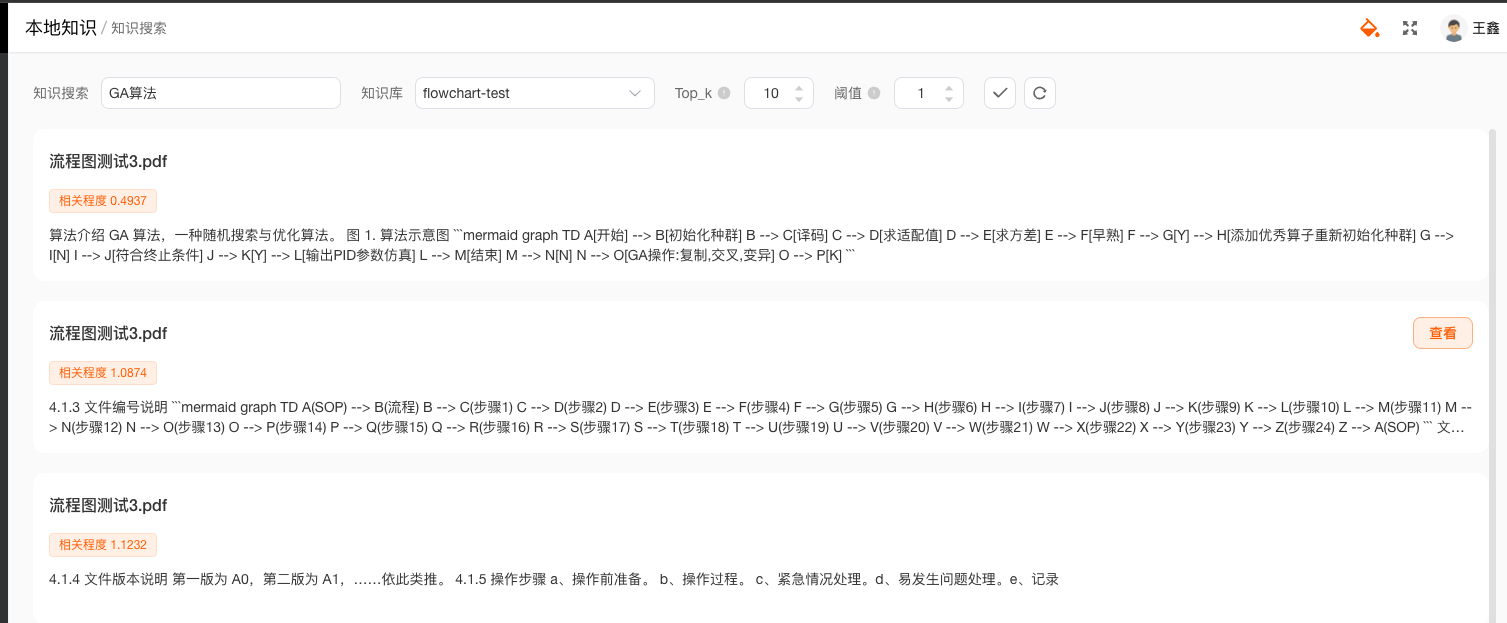 本地知识 / 知识搜索
王鑫
知识搜索 GA算法 知识库 flowchart-test Top_k 10 阈值 1
流程图测试3.pdf
相关程度 0.4937
算法介绍 GA 算法，一种随机搜索与优化算法。 图 1. 算法示意图 ```mermaid graph TD A[开始] --> B[初始化种群] B --> C[译码] C --> D[求适配值] D --> E[求方差] E --> F[早熟] F --> G[Y] --> H[添加优秀算子重新初始化种群] G -->
I[N] I --> J[符合终止条件] J --> K[Y] --> L[输出PID参数仿真] L --> M[结束] M --> N[N] N --> O[GA操作:复制,交叉,变异] O --> P[K] ```
流程图测试3.pdf
查看
相关程度 1.0874
4.1.3 文件编号说明 ```mermaid graph TD A(SOP) --> B(流程) B --> C(步骤1) C --> D(步骤2) D --> E(步骤3) E --> F(步骤4) F --> G(步骤5) G --> H(步骤6) H --> I(步骤7) I --> J(步骤8) J --> K(步骤9) K --> L(步骤10) L --> M(步骤11) M --
> N(步骤12) N --> O(步骤13) O --> P(步骤14) P --> Q(步骤15) Q --> R(步骤16) R --> S(步骤17) S --> T(步骤18) T --> U(步骤19) U --> V(步骤20) V --> W(步骤21) W --> X(步骤22) X --> Y(步骤23) Y --> Z(步骤24) Z --> A(SOP) ``` 文…
流程图测试3.pdf
相关程度 1.1232
4.1.4 文件版本说明 第一版为 A0，第二版为 A1，……依此类推。 4.1.5 操作步骤 a、操作前准备。 b、操作过程。 c、紧急情况处理。d、易发生问题处理。e、记录